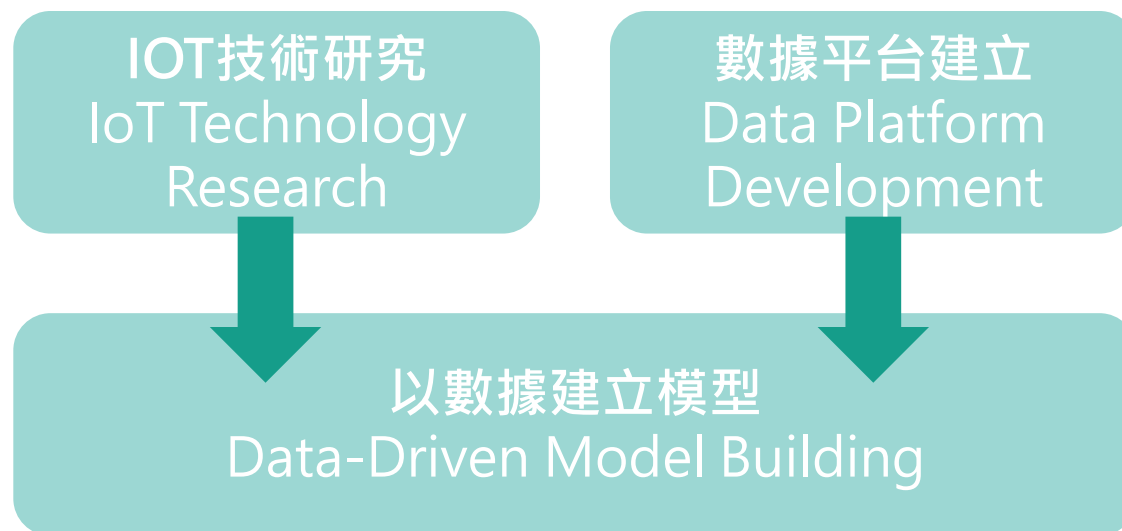 IOT技術研究
IoT Technology
Research
數據平台建立
Data Platform
Development
以數據建立模型
Data-Driven Model Building